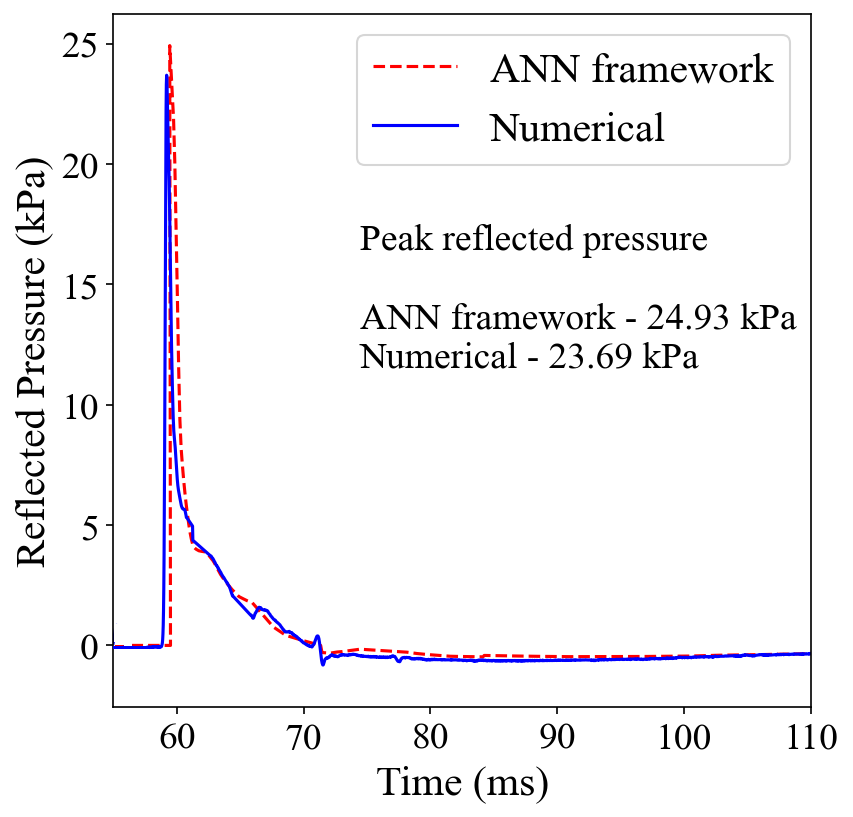 ANN framework
Numerical
Peak reflected pressure
ANN framework - 24.93 kPa
Numerical - 23.69 kPa
Reflected Pressure (kPa)
25
20
15
10
5
0
60 70 80 90 100 110
Time (ms)